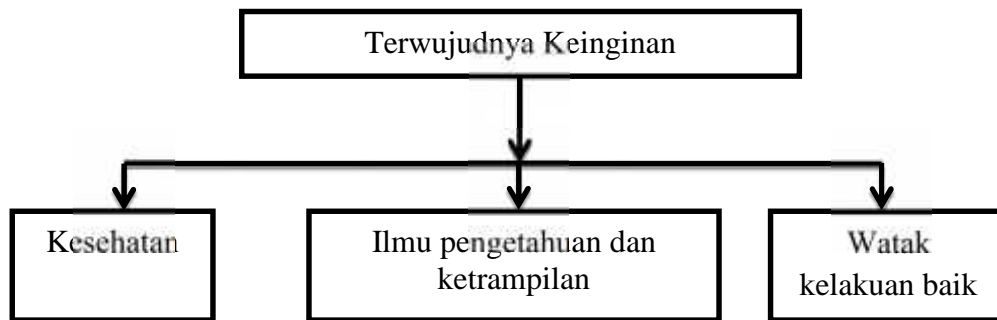 Terwujudnya Keinginan
Kesehatan
Ilmu pengetahuan dan
ketrampilan
Watak
kelakuan baik